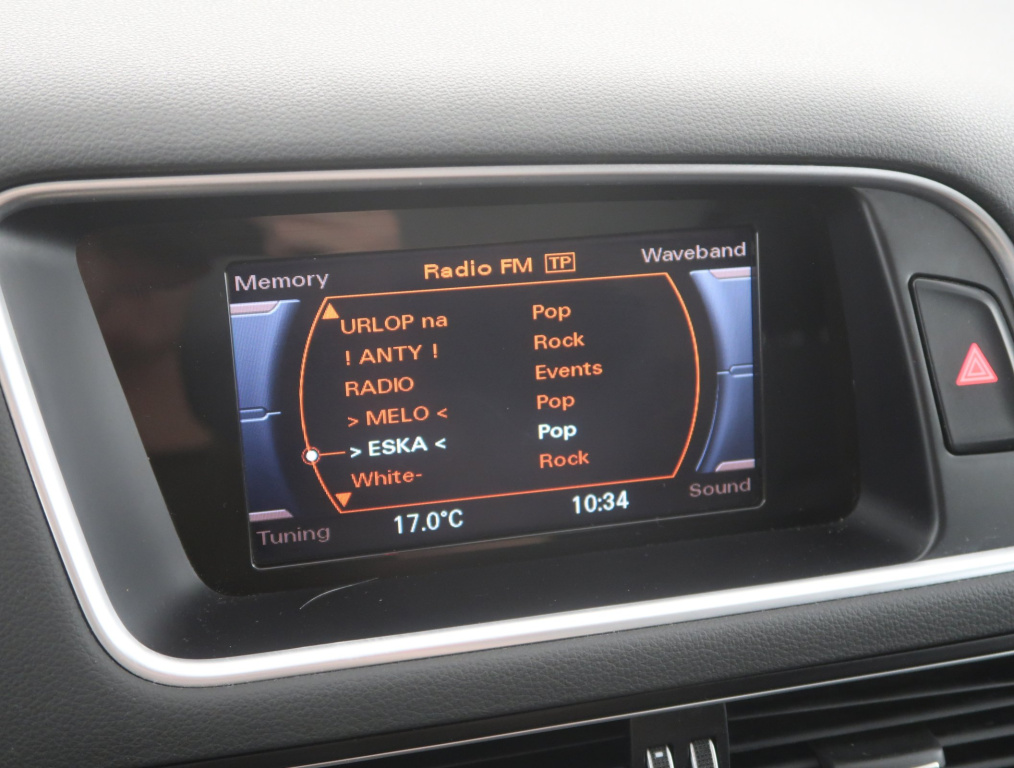 Memory Radio FM TP Waveband
URLOP na Pop
! ANTY ! Rock
RADIO Events
> MELO < Pop
> ESKA < Pop
White- Rock
Tuning 17.0°C 10:34 Sound